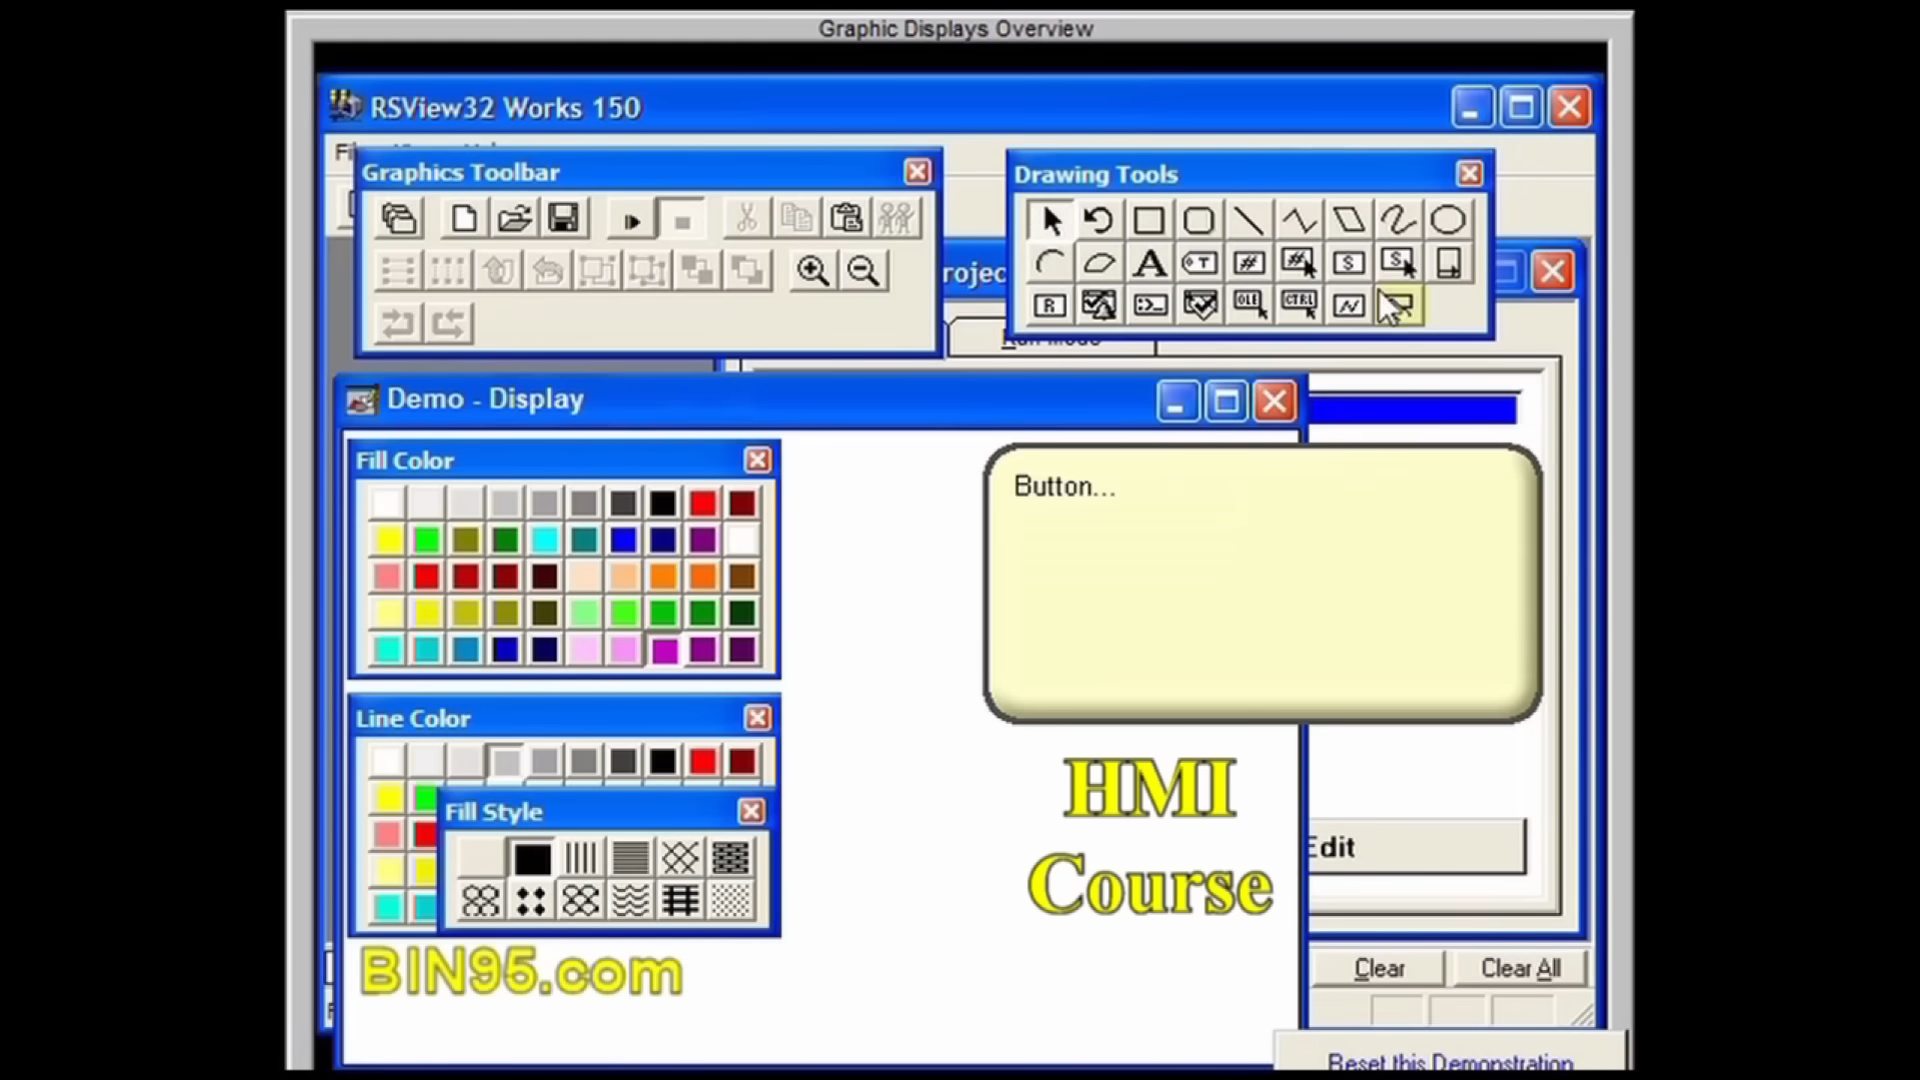 Graphic Displays Overview
RSView32 Works 150
Graphics Toolbar
Drawing Tools
Demo - Display
Fill Color
Button...
Line Color
HMI
Fill Style
Course
Edit
BIN95.com
Clear
Clear All
Reset this Demonstration